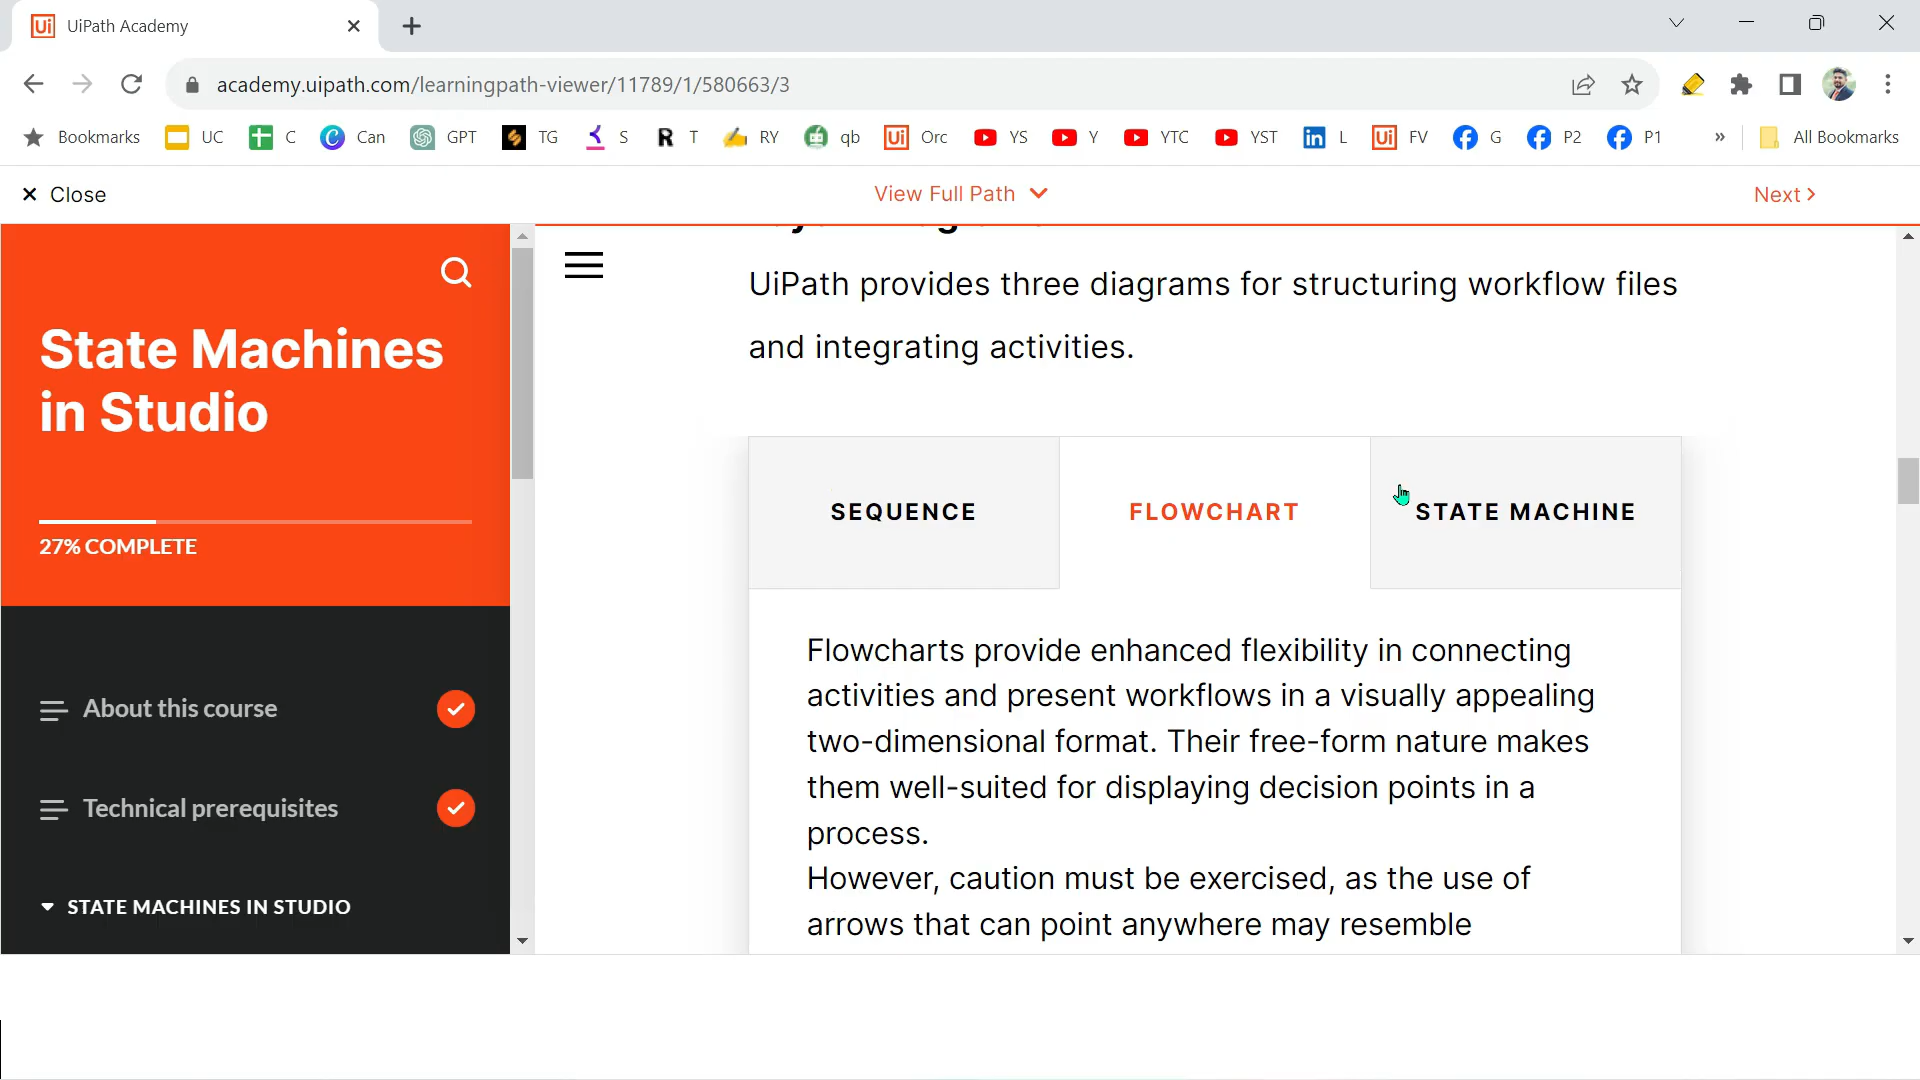 UiPath Academy
academy.uipath.com/learningpath-viewer/11789/1/580663/3
Bookmarks UC C Can GPT TG S T RY qb Orc YS Y YTC YST L FV G P2 P1 » All Bookmarks
Close
View Full Path
Next
State Machines
in Studio
27% COMPLETE
About this course
Technical prerequisites
STATE MACHINES IN STUDIO
UiPath provides three diagrams for structuring workflow files
and integrating activities.
SEQUENCE
FLOWCHART
STATE MACHINE
Flowcharts provide enhanced flexibility in connecting
activities and present workflows in a visually appealing
two-dimensional format. Their free-form nature makes
them well-suited for displaying decision points in a
process.
However, caution must be exercised, as the use of
arrows that can point anywhere may resemble